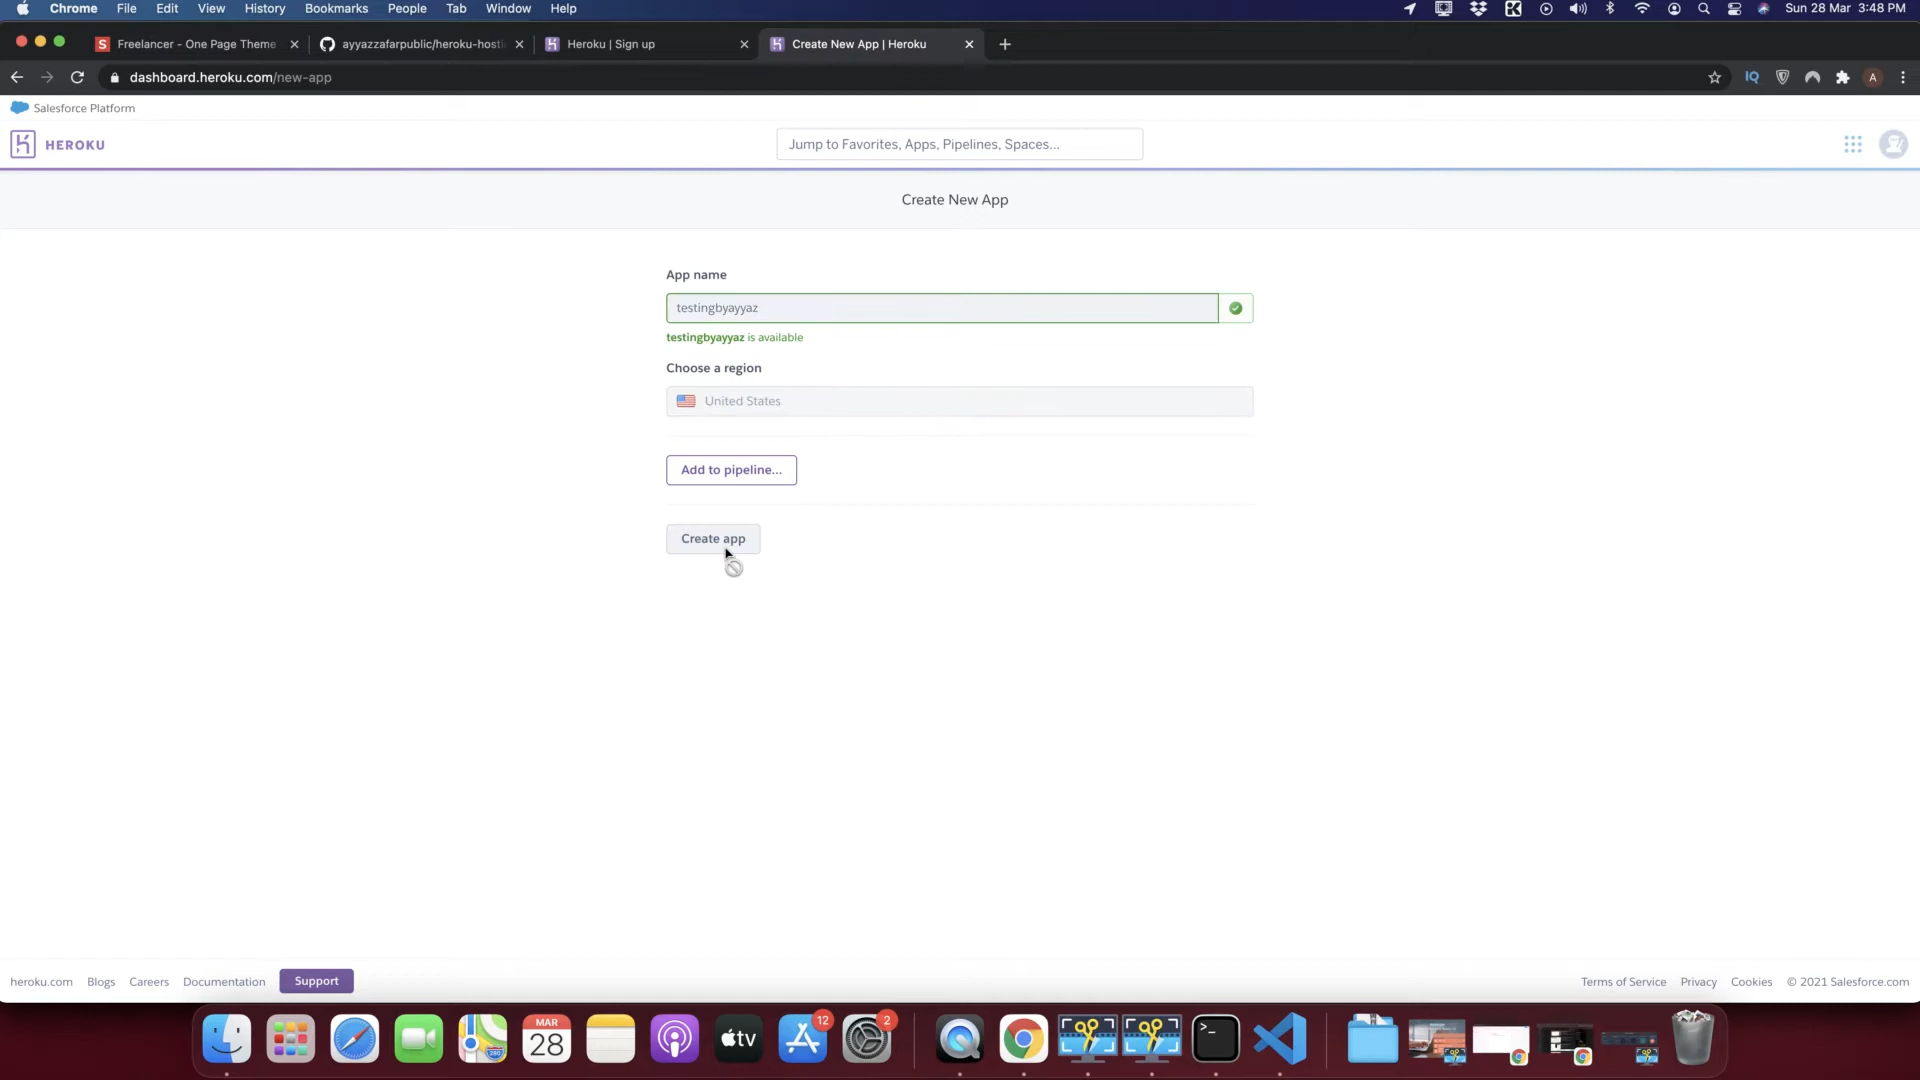 Chrome File Edit View History Bookmarks People Tab Window Help Sun 28 Mar 3:48 PM
Freelancer - One Page Theme ayyazzafarpublic/heroku-hosti Heroku | Sign up Create New App | Heroku
dashboard.heroku.com/new-app IQ A
Salesforce Platform
HEROKU Jump to Favorites, Apps, Pipelines, Spaces...
Create New App
App name
testingbyayyaz
testingbyayyaz is available
Choose a region
United States
Add to pipeline...
Create app
heroku.com Blogs Careers Documentation Support Terms of Service Privacy Cookies © 2021 Salesforce.com
MAR 12 2
28 tv